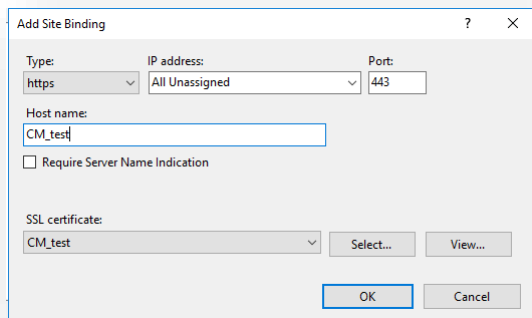 Add Site Binding ? X
Type: IP address: Port:
https All Unassigned 443
Host name:
CM_test
Require Server Name Indication
SSL certificate:
CM_test Select... View...
OK Cancel